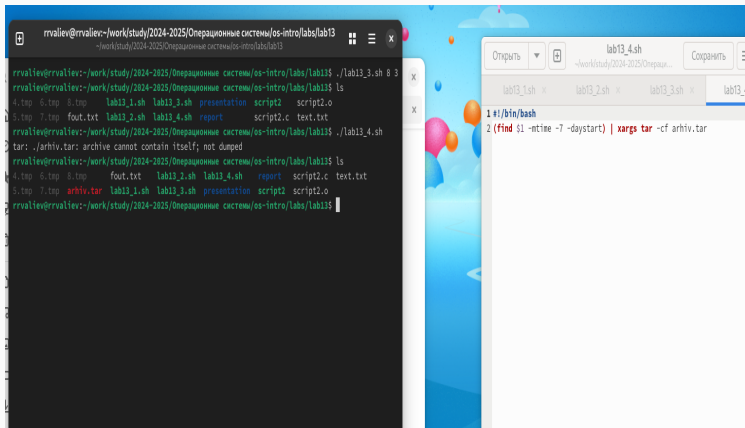 rrvaliev@rrvaliev:~/work/study/2024-2025/Операционные системы/os-intro/labs/lab13
~/work/study/2024-2025/Операционные системы/os-intro/labs/lab13
rrvaliev@rrvaliev:~/work/study/2024-2025/Операционные системы/os-intro/labs/lab13$ ./lab13_3.sh 8 3
rrvaliev@rrvaliev:~/work/study/2024-2025/Операционные системы/os-intro/labs/lab13$ ls
4.tmp 6.tmp 8.tmp lab13_1.sh lab13_3.sh presentation script2 script2.o
5.tmp 7.tmp fout.txt lab13_2.sh lab13_4.sh report script2.c text.txt
rrvaliev@rrvaliev:~/work/study/2024-2025/Операционные системы/os-intro/labs/lab13$ ./lab13_4.sh
tar: ./arhiv.tar: archive cannot contain itself; not dumped
rrvaliev@rrvaliev:~/work/study/2024-2025/Операционные системы/os-intro/labs/lab13$ ls
4.tmp 6.tmp 8.tmp fout.txt lab13_2.sh lab13_4.sh report script2.c text.txt
5.tmp 7.tmp arhiv.tar lab13_1.sh lab13_3.sh presentation script2 script2.o
rrvaliev@rrvaliev:~/work/study/2024-2025/Операционные системы/os-intro/labs/lab13$
Открыть lab13_4.sh Сохранить
~/work/study/2024-2025/Операци...
lab13_1.sh lab13_2.sh lab13_3.sh lab13_
1 #!/bin/bash
2 (find $1 -mtime -7 -daystart) | xargs tar -cf arhiv.tar